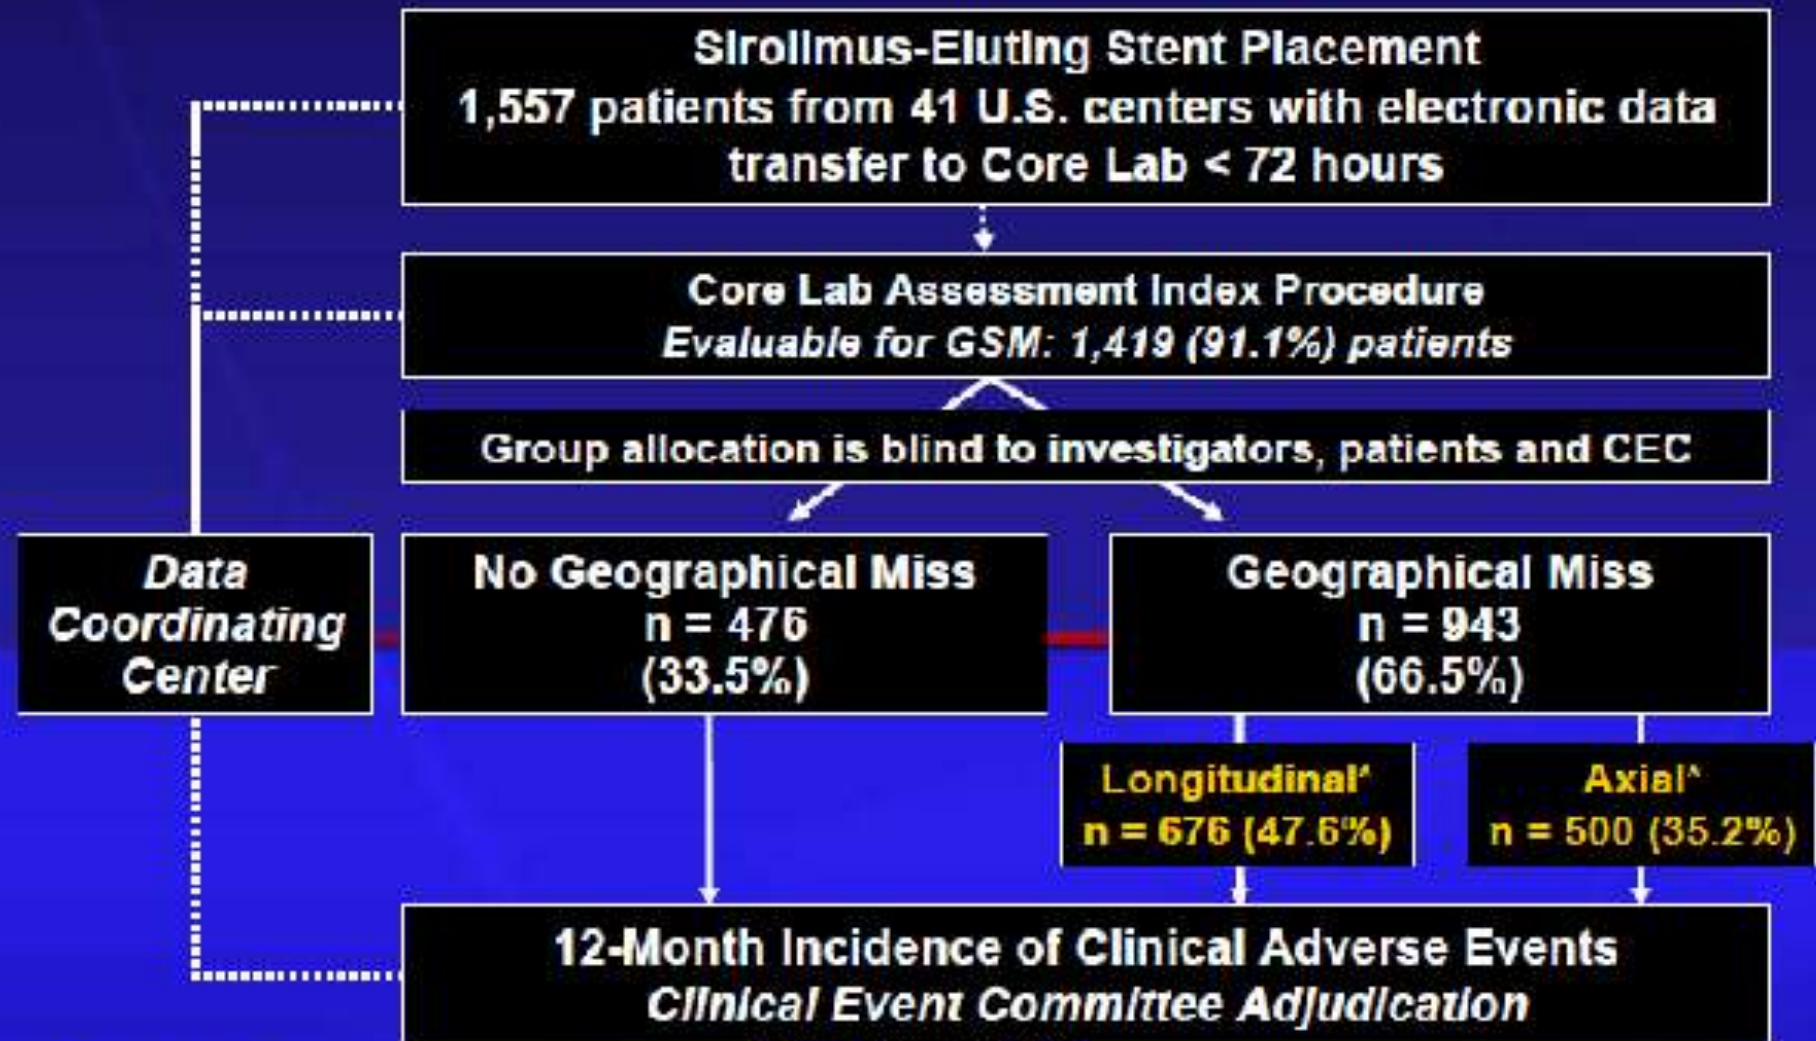 Sirolimus-Eluting Stent Placement
1,557 patients from 41 U.S. centers with electronic data
transfer to Core Lab < 72 hours
Core Lab Assessment Index Procedure
Evaluable for GSM: 1,419 (91.1%) patients
Group allocation is blind to investigators, patients and CEC
Data
Coordinating
Center
No Geographical Miss
n = 476
(33.5%)
Geographical Miss
n = 943
(66.5%)
Longitudinal^
n = 676 (47.6%)
Axial^
n = 500 (35.2%)
12-Month Incidence of Clinical Adverse Events
Clinical Event Committee Adjudication